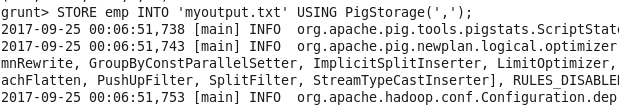 grunt> STORE emp INTO 'myoutput.txt' USING PigStorage(',');
2017-09-25 00:06:51,738 [main] INFO  org.apache.pig.tools.pigstats.ScriptState
2017-09-25 00:06:51,743 [main] INFO  org.apache.pig.newplan.logical.optimizer
mnRewrite, GroupByConstParallelSetter, ImplicitSplitInserter, LimitOptimizer,
achFlatten, PushUpFilter, SplitFilter, StreamTypeCastInserter], RULES_DISABLE
2017-09-25 00:06:51,753 [main] INFO  org.apache.hadoop.conf.Configuration.dep